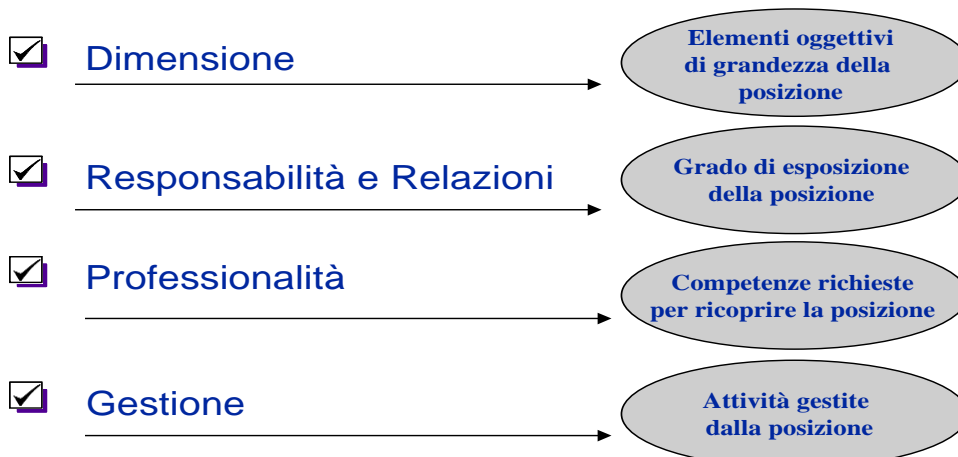 Dimensione
Elementi oggettivi
di grandezza della
posizione
Responsabilità e Relazioni
Grado di esposizione
della posizione
Professionalità
Competenze richieste
per ricoprire la posizione
Gestione
Attività gestite
dalla posizione